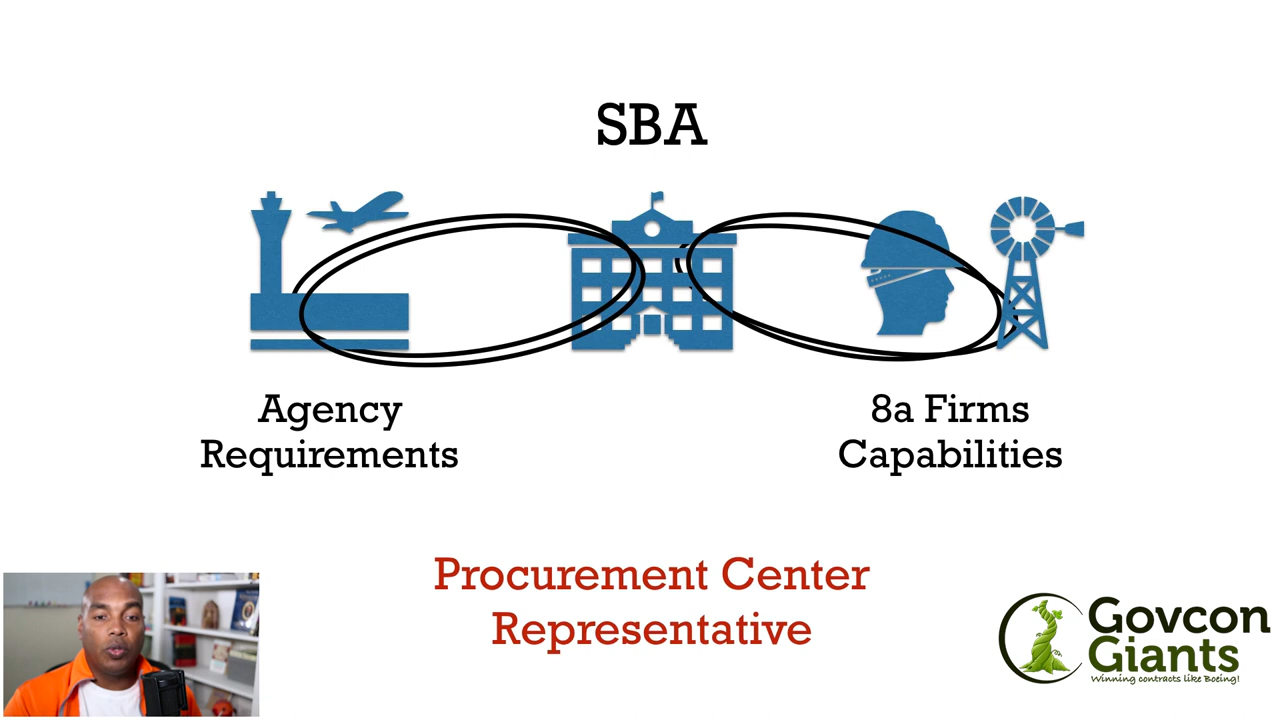 SBA
Agency
Requirements
8a Firms
Capabilities
Procurement Center
Representative
Govcon
Giants
Winning contracts like Boeing!